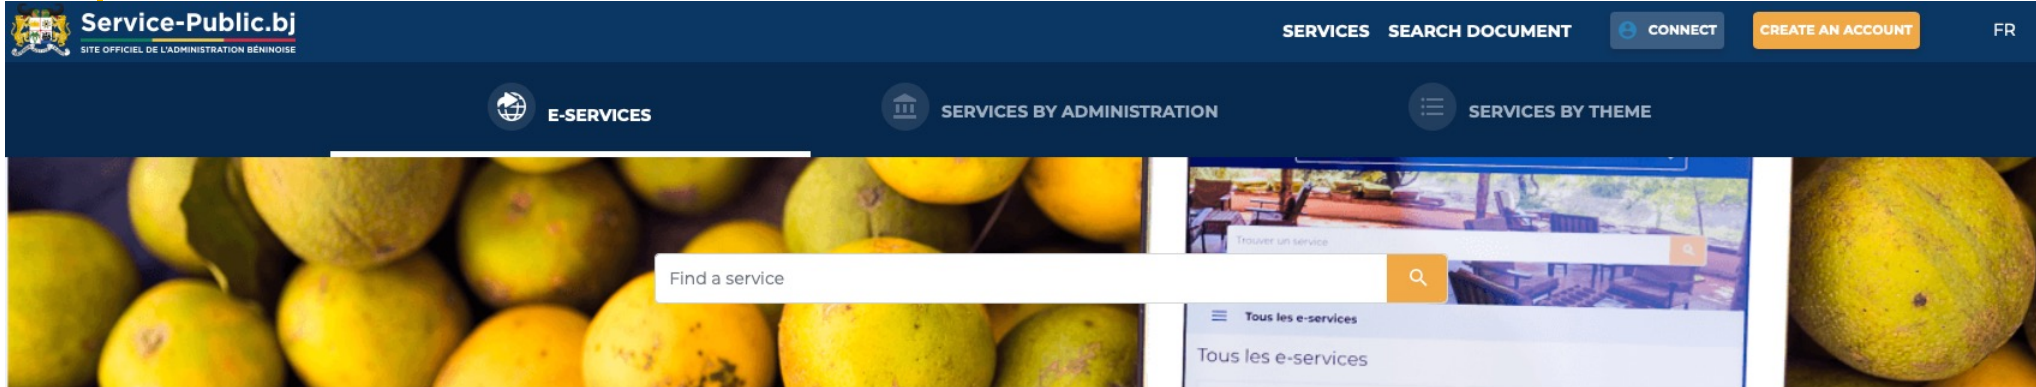 Service-Public.bj
SITE OFFICIEL DE L'ADMINISTRATION BÉNINOISE
SERVICES
SEARCH DOCUMENT
CONNECT
CREATE AN ACCOUNT
FR
E-SERVICES
SERVICES BY ADMINISTRATION
SERVICES BY THEME
Trouver un service
Find a service
Tous les e-services
Tous les e-services